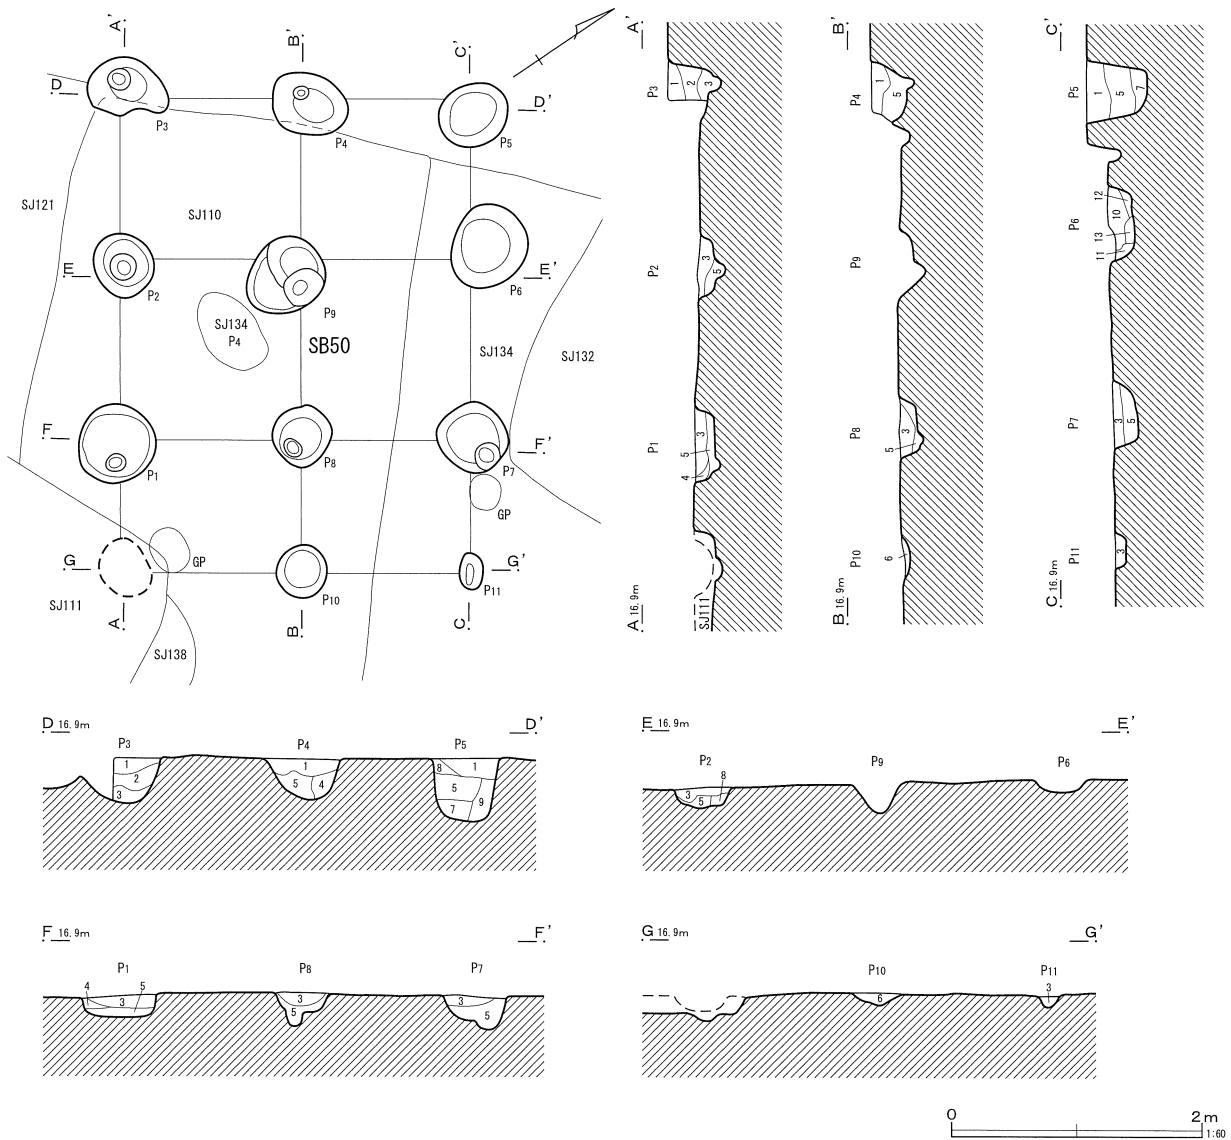 A'
B'
C'
D
D'
P3
P4
P5
SJ121
SJ110
E
E'
P2
P9
P6
SJ134
P4
SB50
SJ134
SJ132
F
F'
P1
P8
P7
GP
G
GP
G'
P10
P11
SJ111
A
B
C
SJ138
A'
P3
1 2 3
P2
3
5
P1
3
5
4
SJ111
A 16.9m
B'
P4
1
5
P9
P8
3
5
P10
6
B 16.9m
C'
P5
1 5 7
P6
12
10
13
11
P7
3 5
P11
3
C 16.9m
D 16.9m
D'
P3
P4
P5
1
2
3
1
5 4
8 1
5
9
7
E 16.9m
E'
P2
P9
P6
8
3
5
F 16.9m
F'
P1
P8
P7
4
5
3
3
5
3
5
G 16.9m
G'
P10
P11
3
6
0 2m
1:60